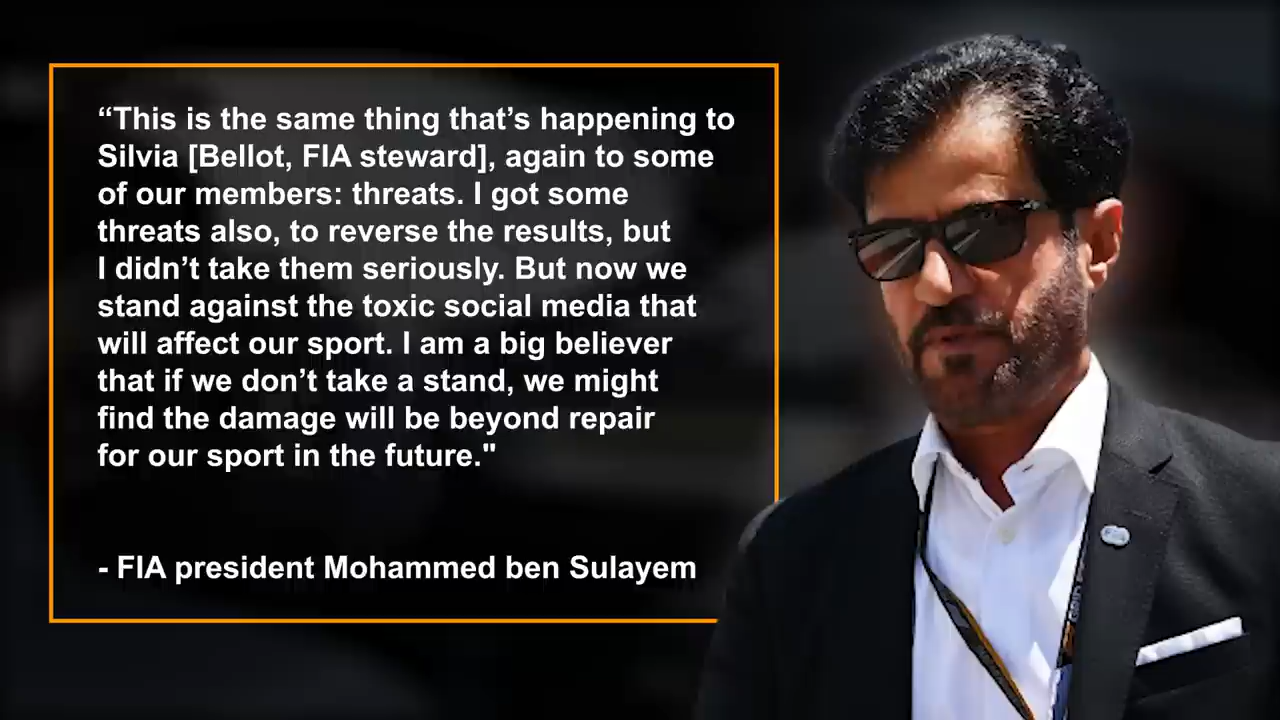 “This is the same thing that’s happening to
Silvia [Bellot, FIA steward], again to some
of our members: threats. I got some
threats also, to reverse the results, but
I didn’t take them seriously. But now we
stand against the toxic social media that
will affect our sport. I am a big believer
that if we don’t take a stand, we might
find the damage will be beyond repair
for our sport in the future."
- FIA president Mohammed ben Sulayem